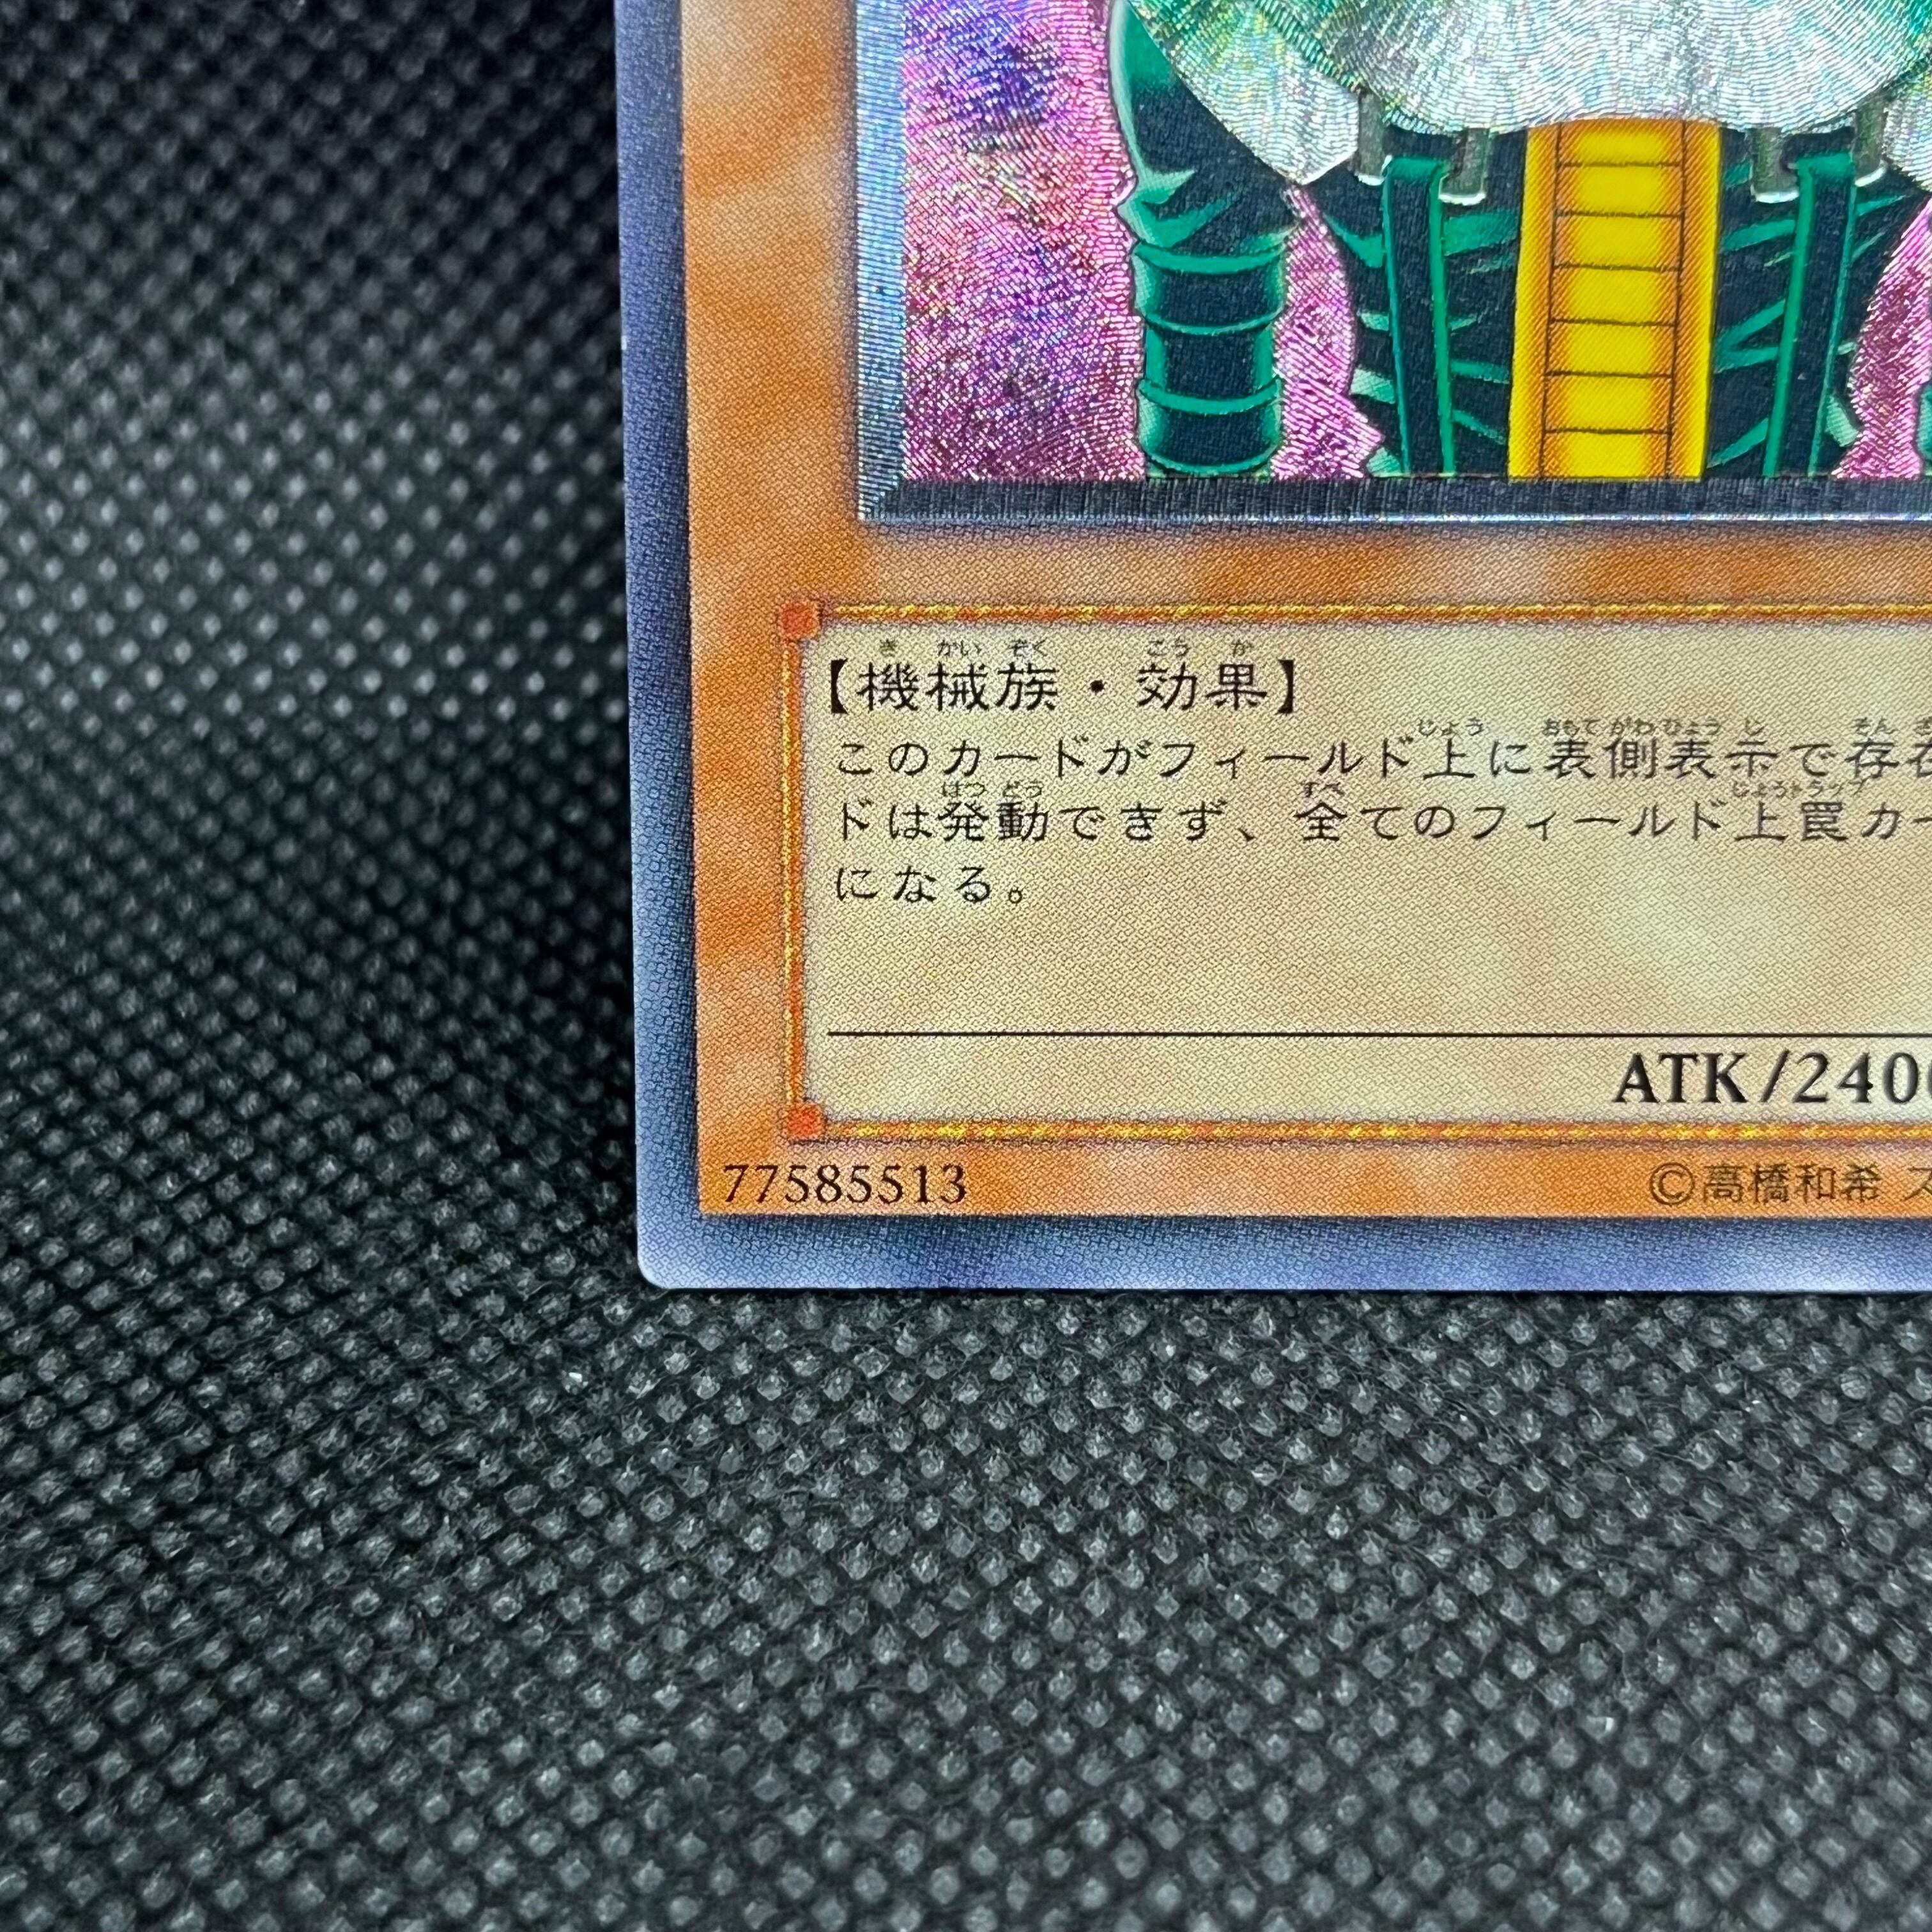 【機械族・効果】
このカードがフィールド上に表側表示で存在
ドは発動できず、全てのフィールド上罠カー
になる。
ATK/2400
77585513
©高橋和希 ス